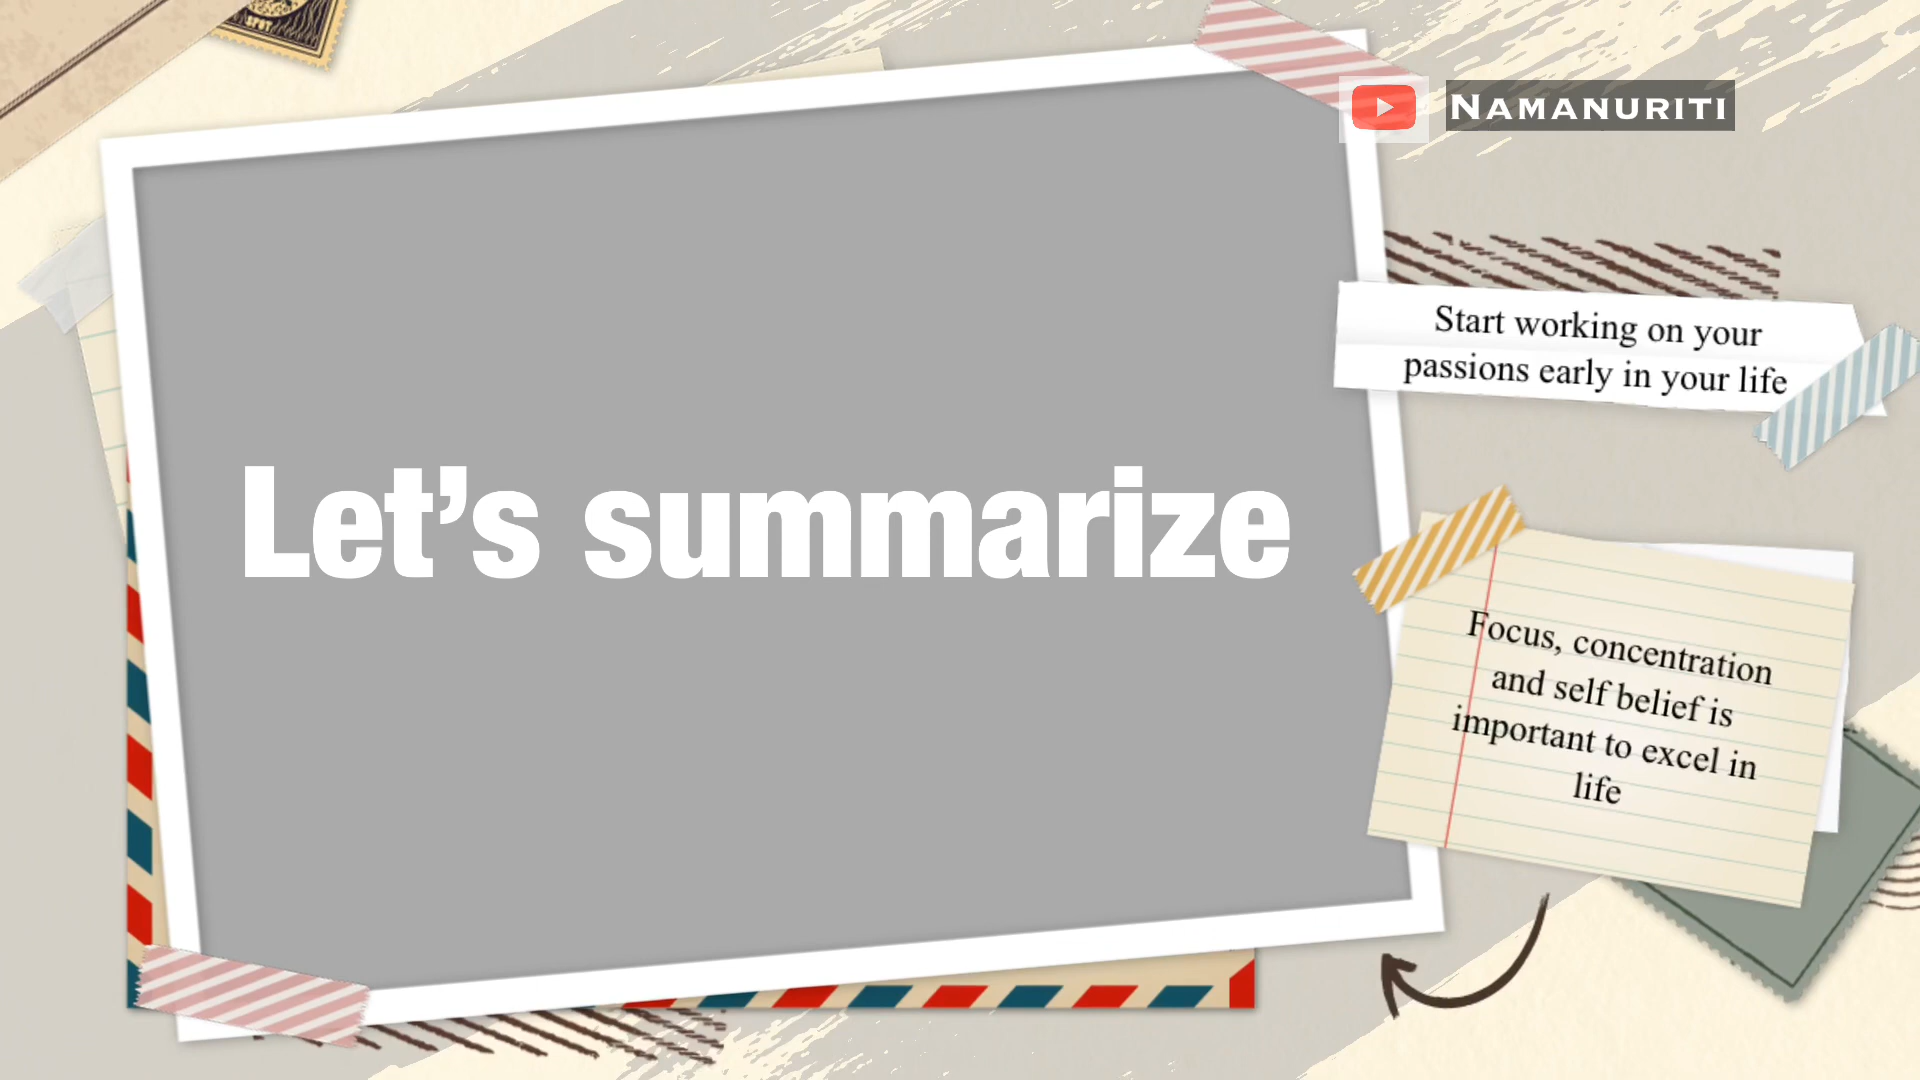 SPOT
NAMANURITI
Start working on your
passions early in your life
Let's summarize
Focus, concentration
and self belief is
important to excel in
life